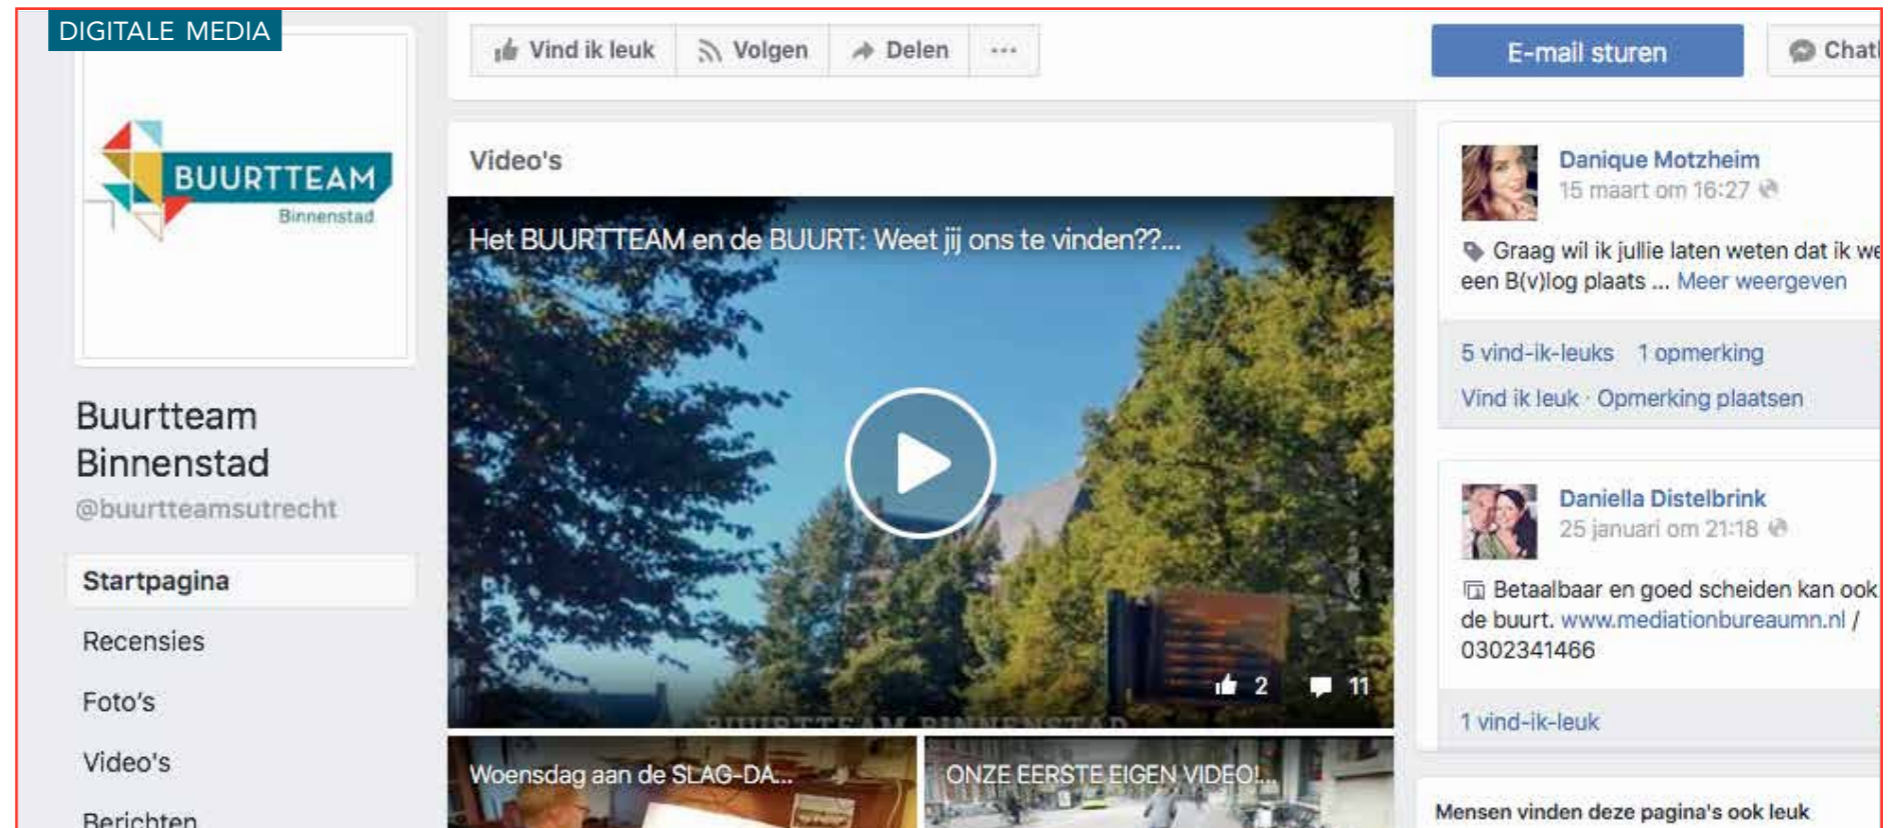 DIGITALE MEDIA
BUURTTEAM
Binnenstad
Buurtteam
Binnenstad
@buurtteamsutrecht
Startpagina
Recensies
Foto's
Video's
Berichten
Vind ik leuk
Volgen
Delen
...
E-mail sturen
Video's
Het BUURTTEAM en de BUURT: Weet jij ons te vinden??...
2
11
BUURTTEAM BINNENSTAD
Woensdag aan de SLAG-DA...
ONZE EERSTE EIGEN VIDEO!...
Danique Motzheim
15 maart om 16:27
Graag wil ik jullie laten weten dat ik we
een B(v)log plaats ... Meer weergeven
5 vind-ik-leuks 1 opmerking
Vind ik leuk · Opmerking plaatsen
Daniella Distelbrink
25 januari om 21:18
Betaalbaar en goed scheiden kan ook
de buurt. www.mediationbureaumn.nl /
0302341466
1 vind-ik-leuk
Mensen vinden deze pagina's ook leuk